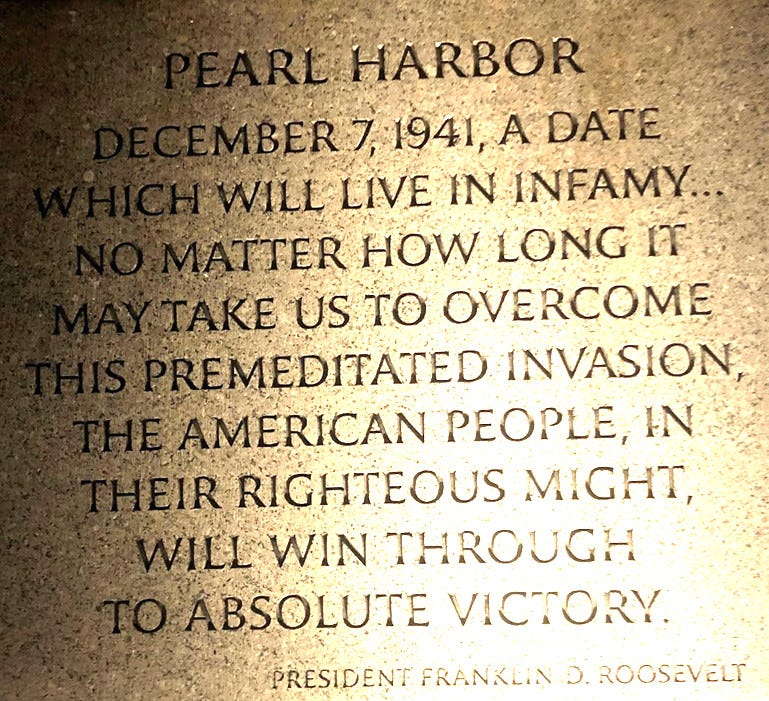 PEARL HARBOR
DECEMBER 7, 1941, A DATE
WHICH WILL LIVE IN INFAMY...
NO MATTER HOW LONG IT
MAY TAKE US TO OVERCOME
THIS PREMEDITATED INVASION,
THE AMERICAN PEOPLE, IN
THEIR RIGHTEOUS MIGHT,
WILL WIN THROUGH
TO ABSOLUTE VICTORY.
PRESIDENT FRANKLIN D. ROOSEVELT